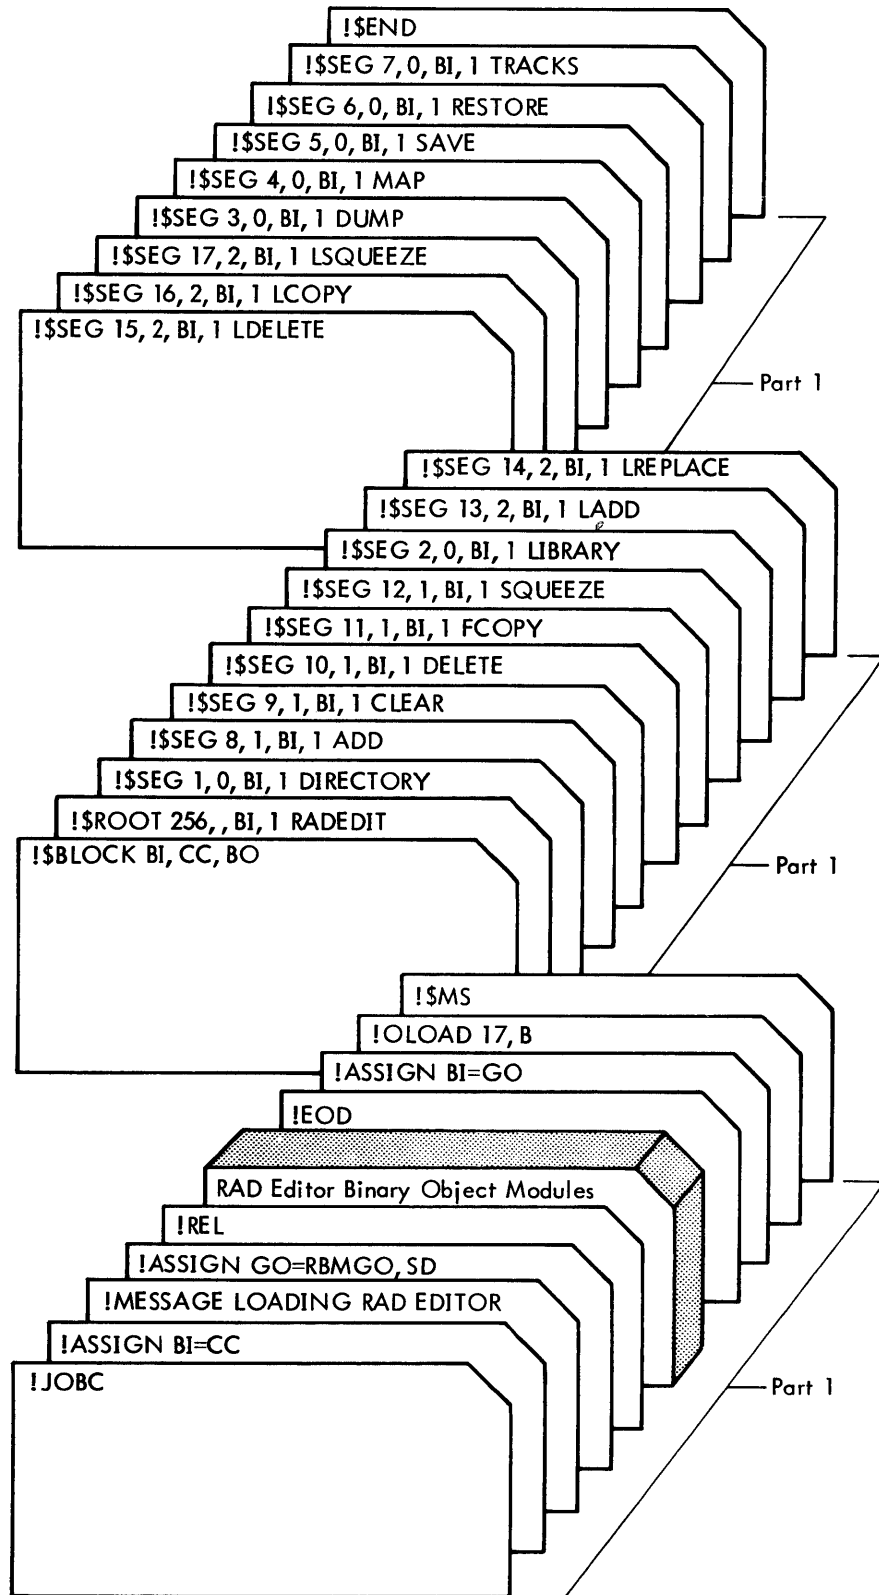 !$END
!$SEG 7,0, BI, 1 TRACKS
!$SEG 6,0, BI, 1 RESTORE
!$SEG 5,0, BI, 1 SAVE
!$SEG 4,0, BI, 1 MAP
!$SEG 3,0, BI, 1 DUMP
!$SEG 17,2, BI, 1 LSQUEEZE
!$SEG 16, 2, BI, 1 LCOPY
!$SEG 15, 2, BI, 1 LDELETE
Part 1
!$SEG 14, 2, BI, 1 LREPLACE
!$SEG 13, 2, BI, 1 LADD
!$SEG 2,0, BI, 1 LIBRARY
!$SEG 12, 1, BI, 1 SQUEEZE
!$SEG 11, 1, BI, 1 FCOPY
!$SEG 10, 1, BI, 1 DELETE
!$SEG 9, 1, BI, 1 CLEAR
!$SEG 8, 1, BI, 1 ADD
!$SEG 1, 0, BI, 1 DIRECTORY
!$ROOT 256, , BI, 1 RADEDIT
!$BLOCK BI, CC, BO
Part 1
!$MS
!OLOAD 17, B
!ASSIGN BI=GO
!EOD
RAD Editor Binary Object Modules
!REL
!ASSIGN GO=RBMGO, SD
!MESSAGE LOADING RAD EDITOR
!ASSIGN BI=CC
!JOBC
Part 1